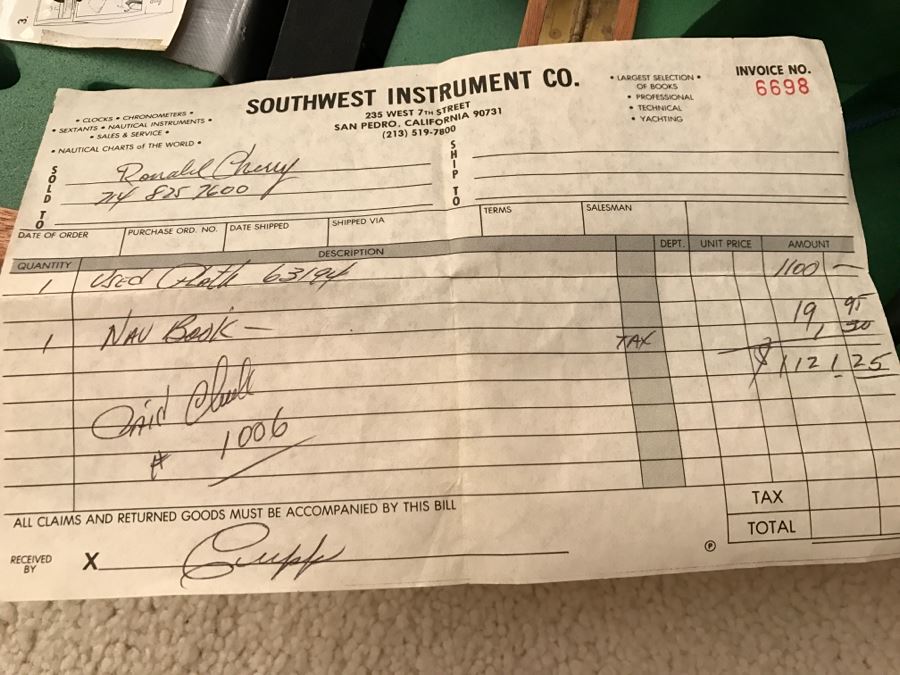 3.
SOUTHWEST INSTRUMENT CO.
235 WEST 7TH STREET
SAN PEDRO, CALIFORNIA 90731
(213) 519-7800
• CLOCKS • CHRONOMETERS •
• SEXTANTS • NAUTICAL INSTRUMENTS •
• SALES & SERVICE •
• NAUTICAL CHARTS of the WORLD •
• LARGEST SELECTION •
OF BOOKS
• PROFESSIONAL
• TECHNICAL
• YACHTING
INVOICE NO.
6698
SOLD TO
Ronald Cherry
714 825 7600
SHIP TO
DATE OF ORDER PURCHASE ORD. NO. DATE SHIPPED SHIPPED VIA TERMS SALESMAN
QUANTITY DESCRIPTION DEPT. UNIT PRICE AMOUNT
1 USED Plath 63194 1100 —
1 NAV BOOK — 19 95
TAX 1,30
$1121.25
PAID Check
# 1006
TAX
TOTAL
ALL CLAIMS AND RETURNED GOODS MUST BE ACCOMPANIED BY THIS BILL
RECEIVED BY X